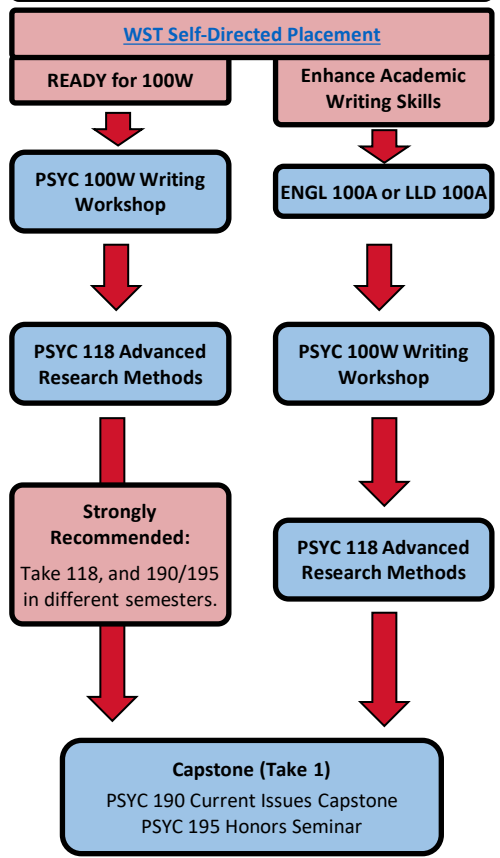 WST Self-Directed Placement
READY for 100W
Enhance Academic
Writing Skills
PSYC 100W Writing
Workshop
ENGL 100A or LLD 100A
PSYC 118 Advanced
Research Methods
PSYC 100W Writing
Workshop
Strongly
Recommended:
Take 118, and 190/195
in different semesters.
PSYC 118 Advanced
Research Methods
Capstone (Take 1)
PSYC 190 Current Issues Capstone
PSYC 195 Honors Seminar